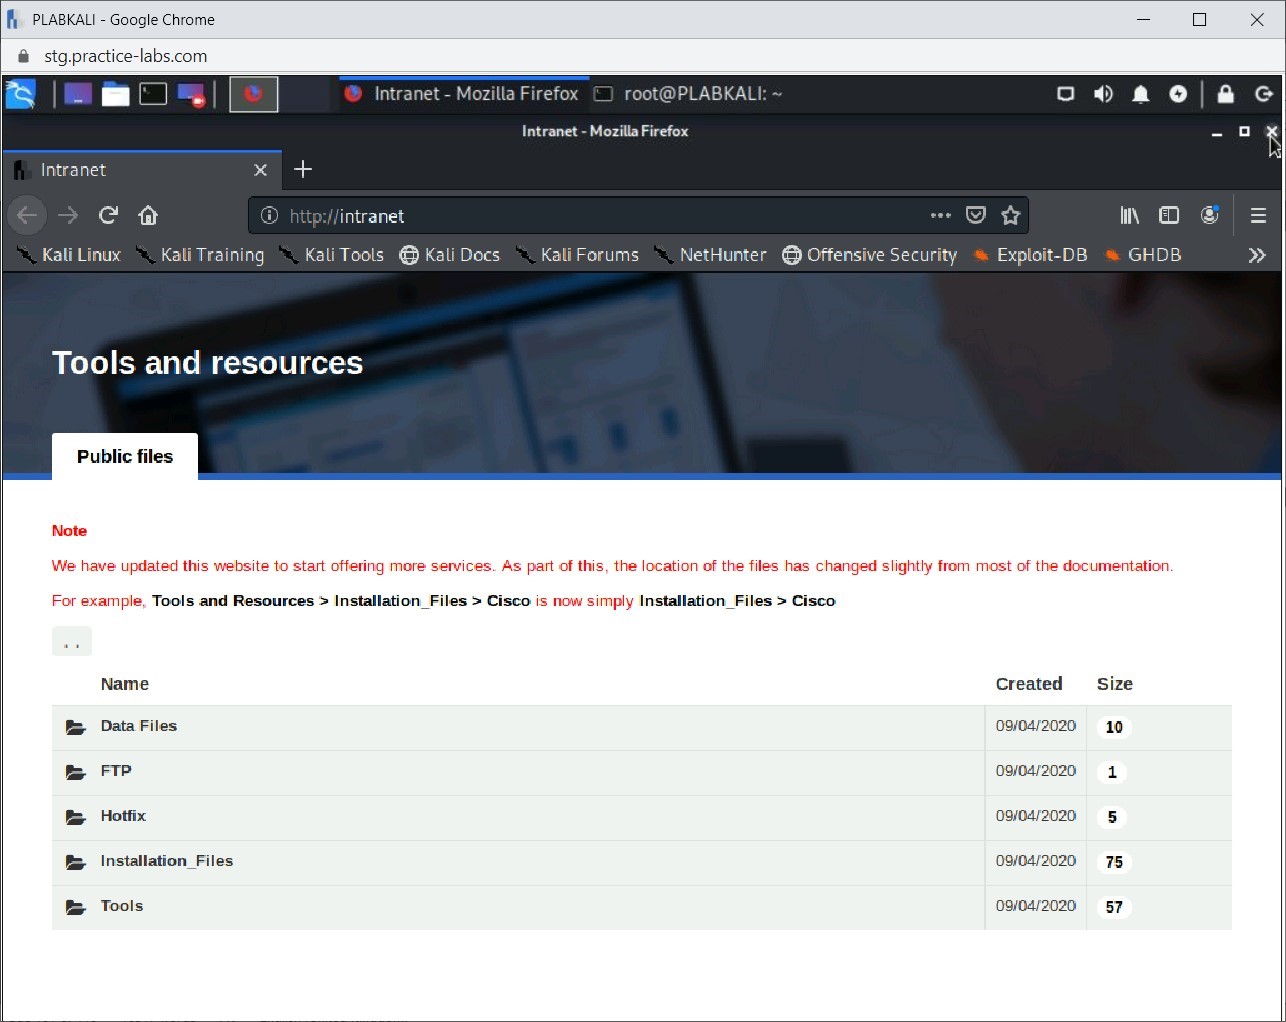 PLABKALI - Google Chrome
stg.practice-labs.com
Intranet - Mozilla Firefox root@PLABKALI: ~
Intranet - Mozilla Firefox
Intranet
http://intranet
Kali Linux Kali Training Kali Tools Kali Docs Kali Forums NetHunter Offensive Security Exploit-DB GHDB
Tools and resources
Public files
Note
We have updated this website to start offering more services. As part of this, the location of the files has changed slightly from most of the documentation.
For example, Tools and Resources > Installation_Files > Cisco is now simply Installation_Files > Cisco
. .
Name Created Size
Data Files 09/04/2020 10
FTP 09/04/2020 1
Hotfix 09/04/2020 5
Installation_Files 09/04/2020 75
Tools 09/04/2020 57